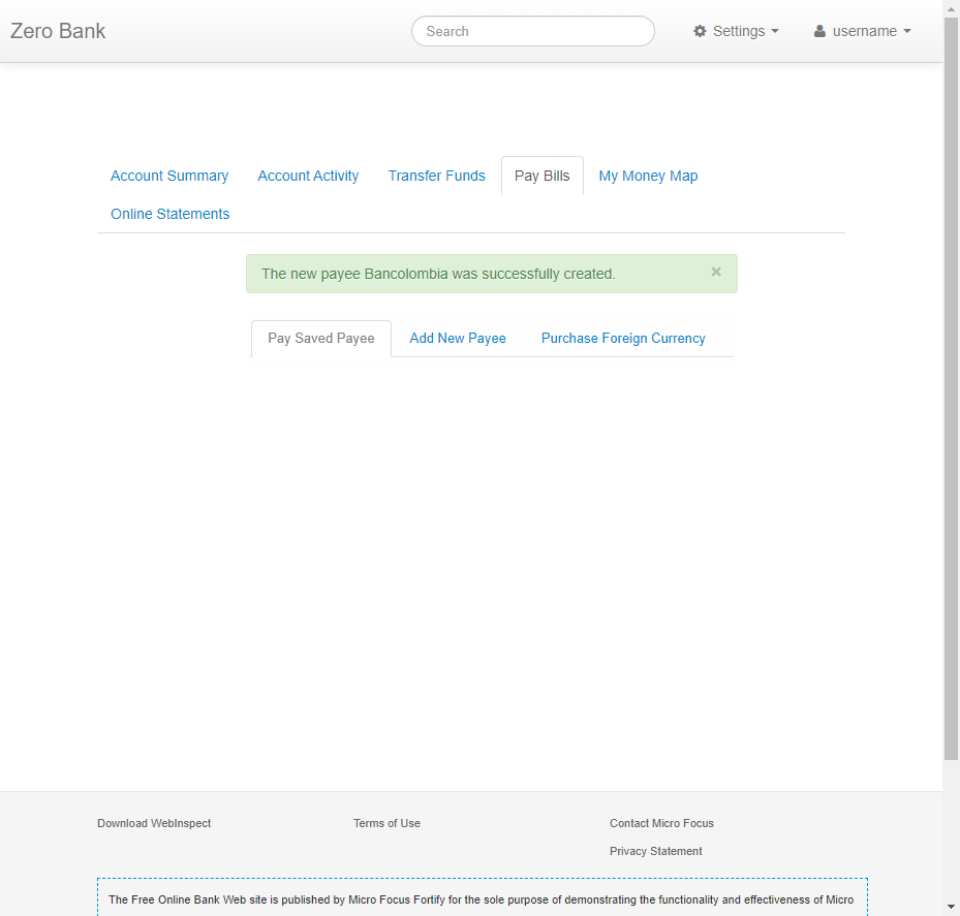 Zero Bank
Search
Settings
username
Account Summary
Account Activity
Transfer Funds
Pay Bills
My Money Map
Online Statements
The new payee Bancolombia was successfully created.
×
Pay Saved Payee
Add New Payee
Purchase Foreign Currency
Download WebInspect
Terms of Use
Contact Micro Focus
Privacy Statement
The Free Online Bank Web site is published by Micro Focus Fortify for the sole purpose of demonstrating the functionality and effectiveness of Micro